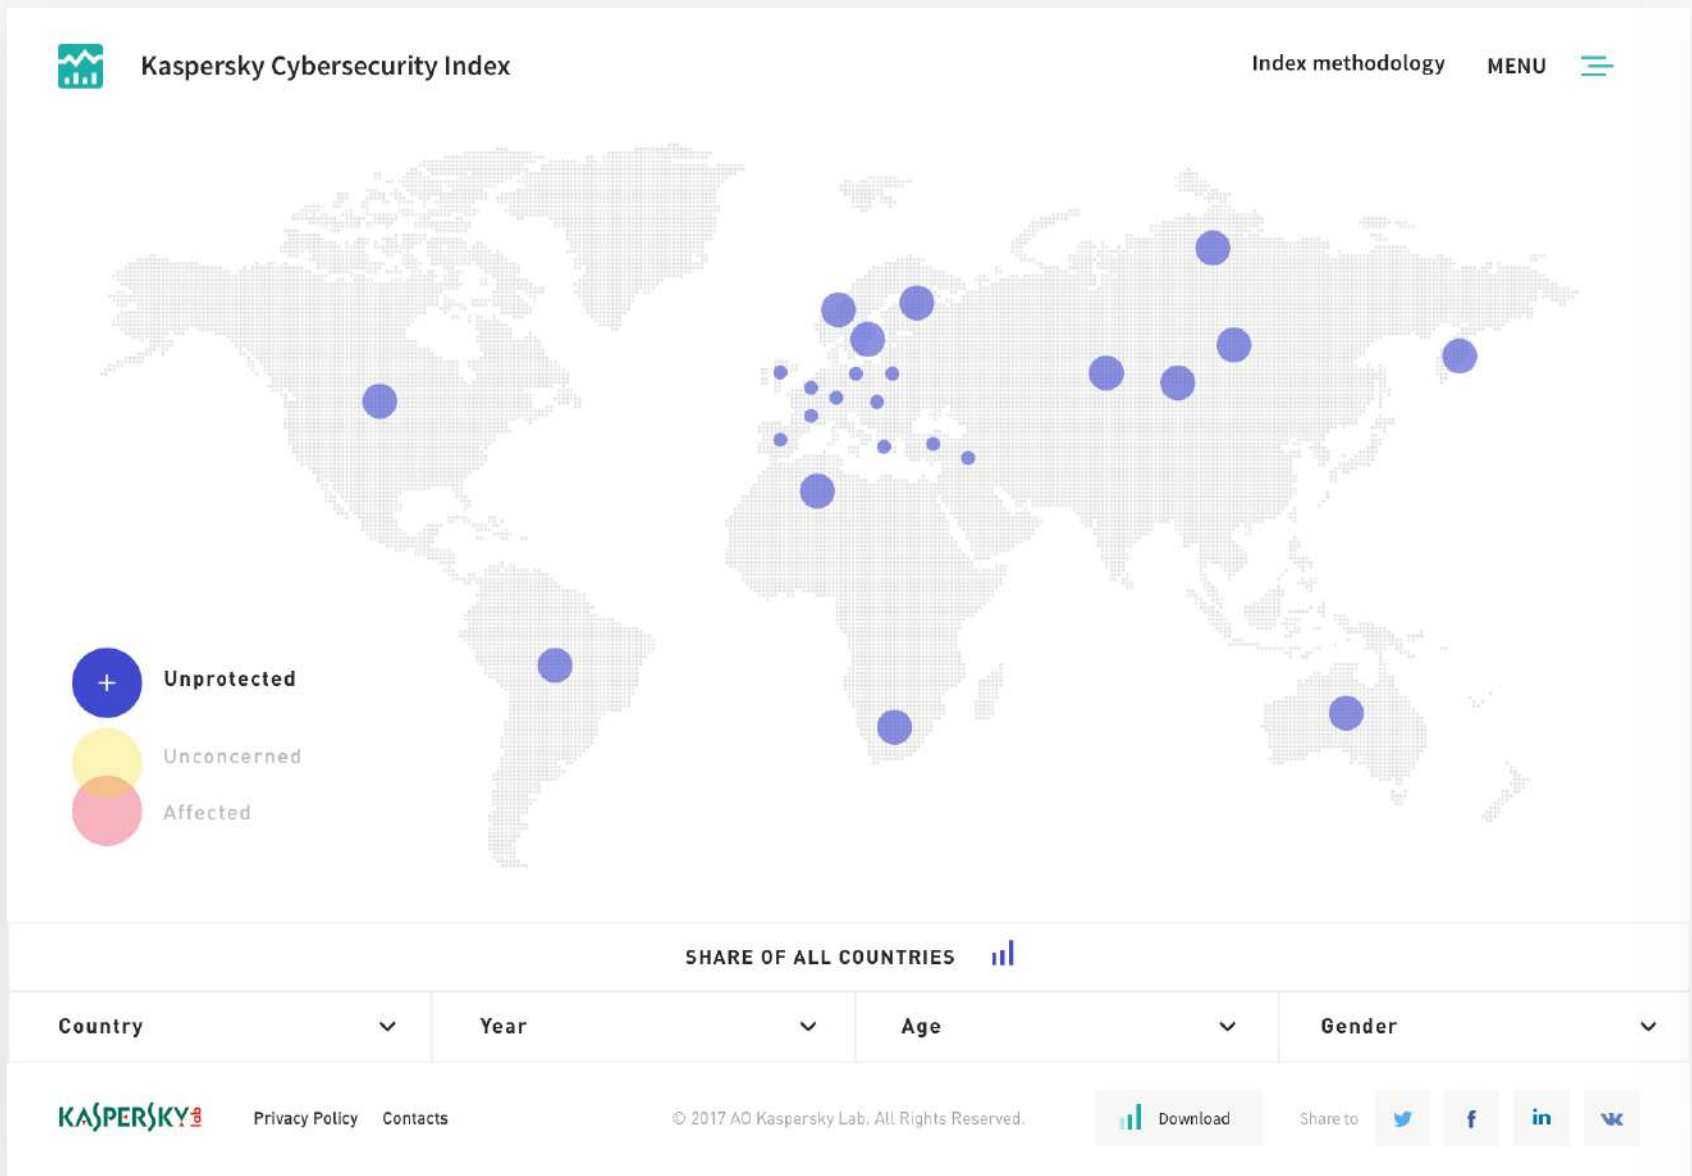 Kaspersky Cybersecurity Index
Index methodology
MENU
+
Unprotected
Unconcerned
Affected
SHARE OF ALL COUNTRIES
Country
Year
Age
Gender
KASPERSKY lab
Privacy Policy
Contacts
© 2017 AO Kaspersky Lab. All Rights Reserved.
Download
Share to
f
in